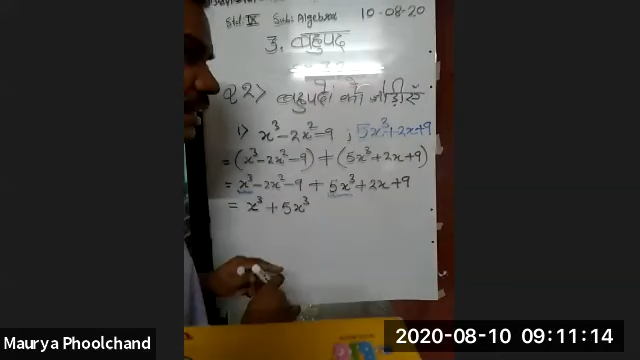 Std: IX Sub: Algebra 10-08-20
3. बहुपद
Q 2> बहुपदों को जोड़िएँ
1) x³ - 2x² - 9 ; 5x³ + 2x + 9
= (x³ - 2x² - 9) + (5x³ + 2x + 9)
= x³ - 2x² - 9 + 5x³ + 2x + 9
= x³ + 5x³
Maurya Phoolchand
2020-08-10 09:11:14